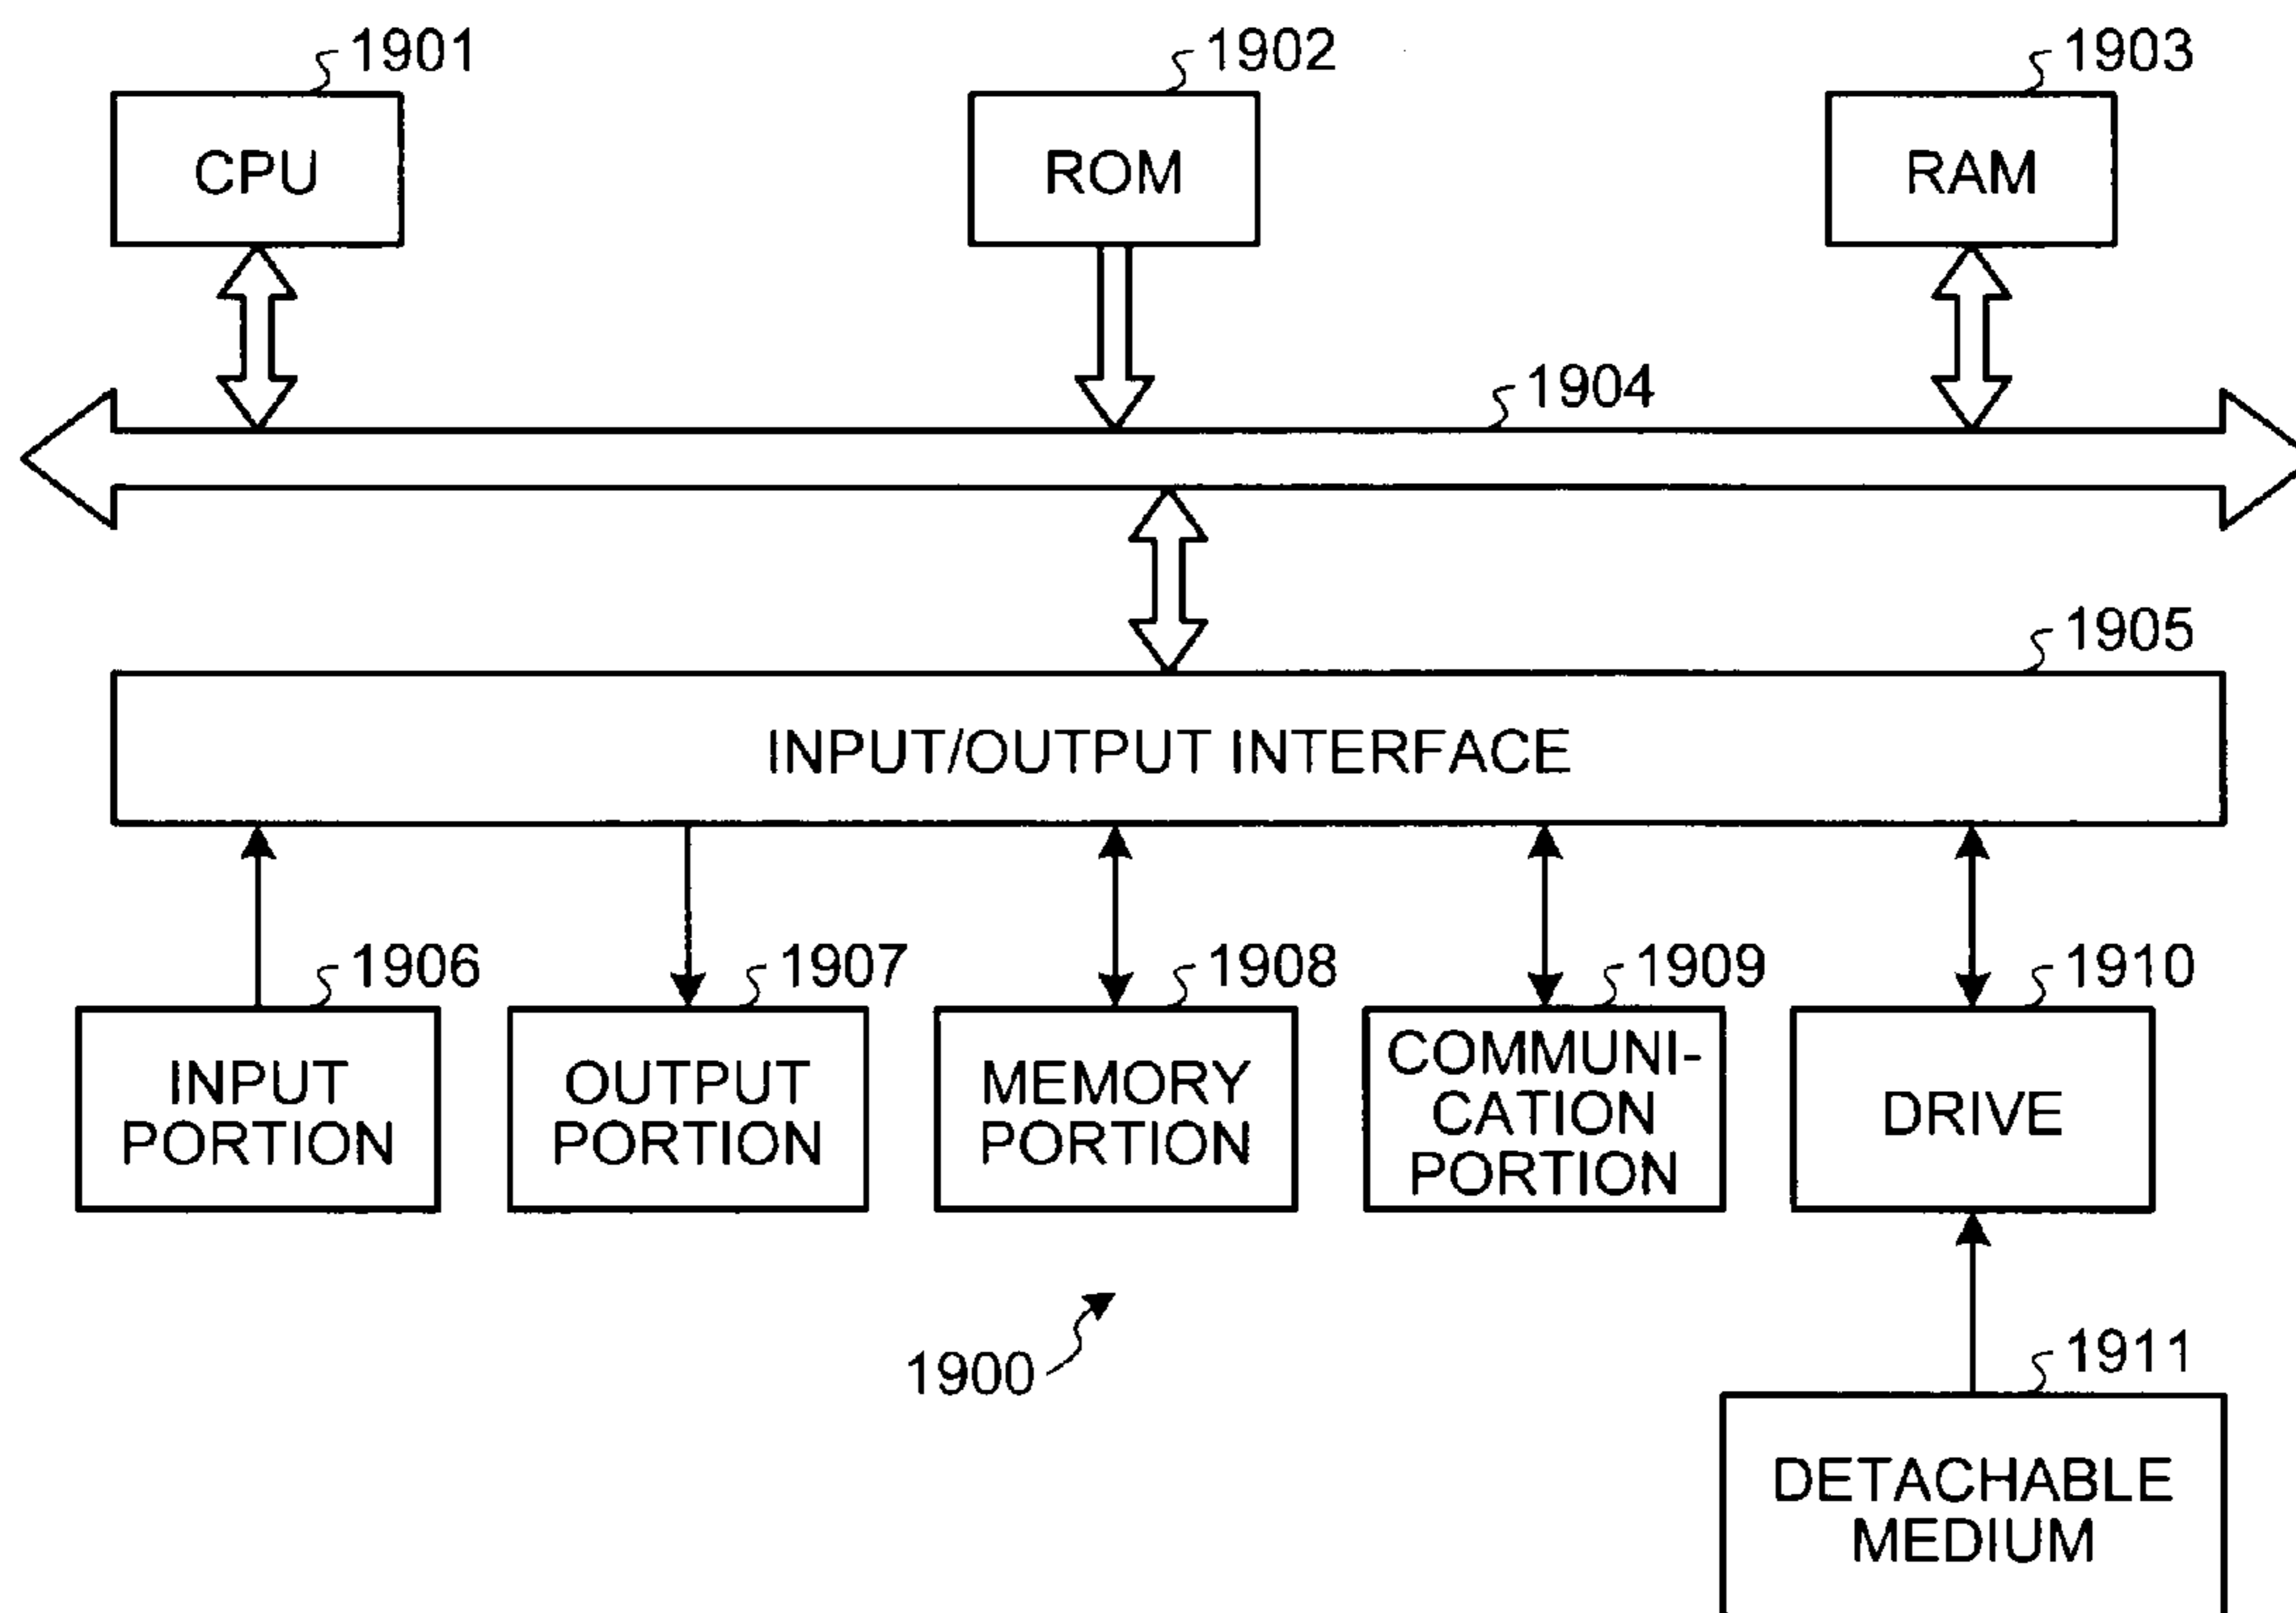 1901
1902
1903
CPU
ROM
RAM
1904
1905
INPUT/OUTPUT INTERFACE
1906
1907
1908
1909
1910
INPUT
PORTION
OUTPUT
PORTION
MEMORY
PORTION
COMMUNI-
CATION
PORTION
DRIVE
1900
1911
DETACHABLE
MEDIUM